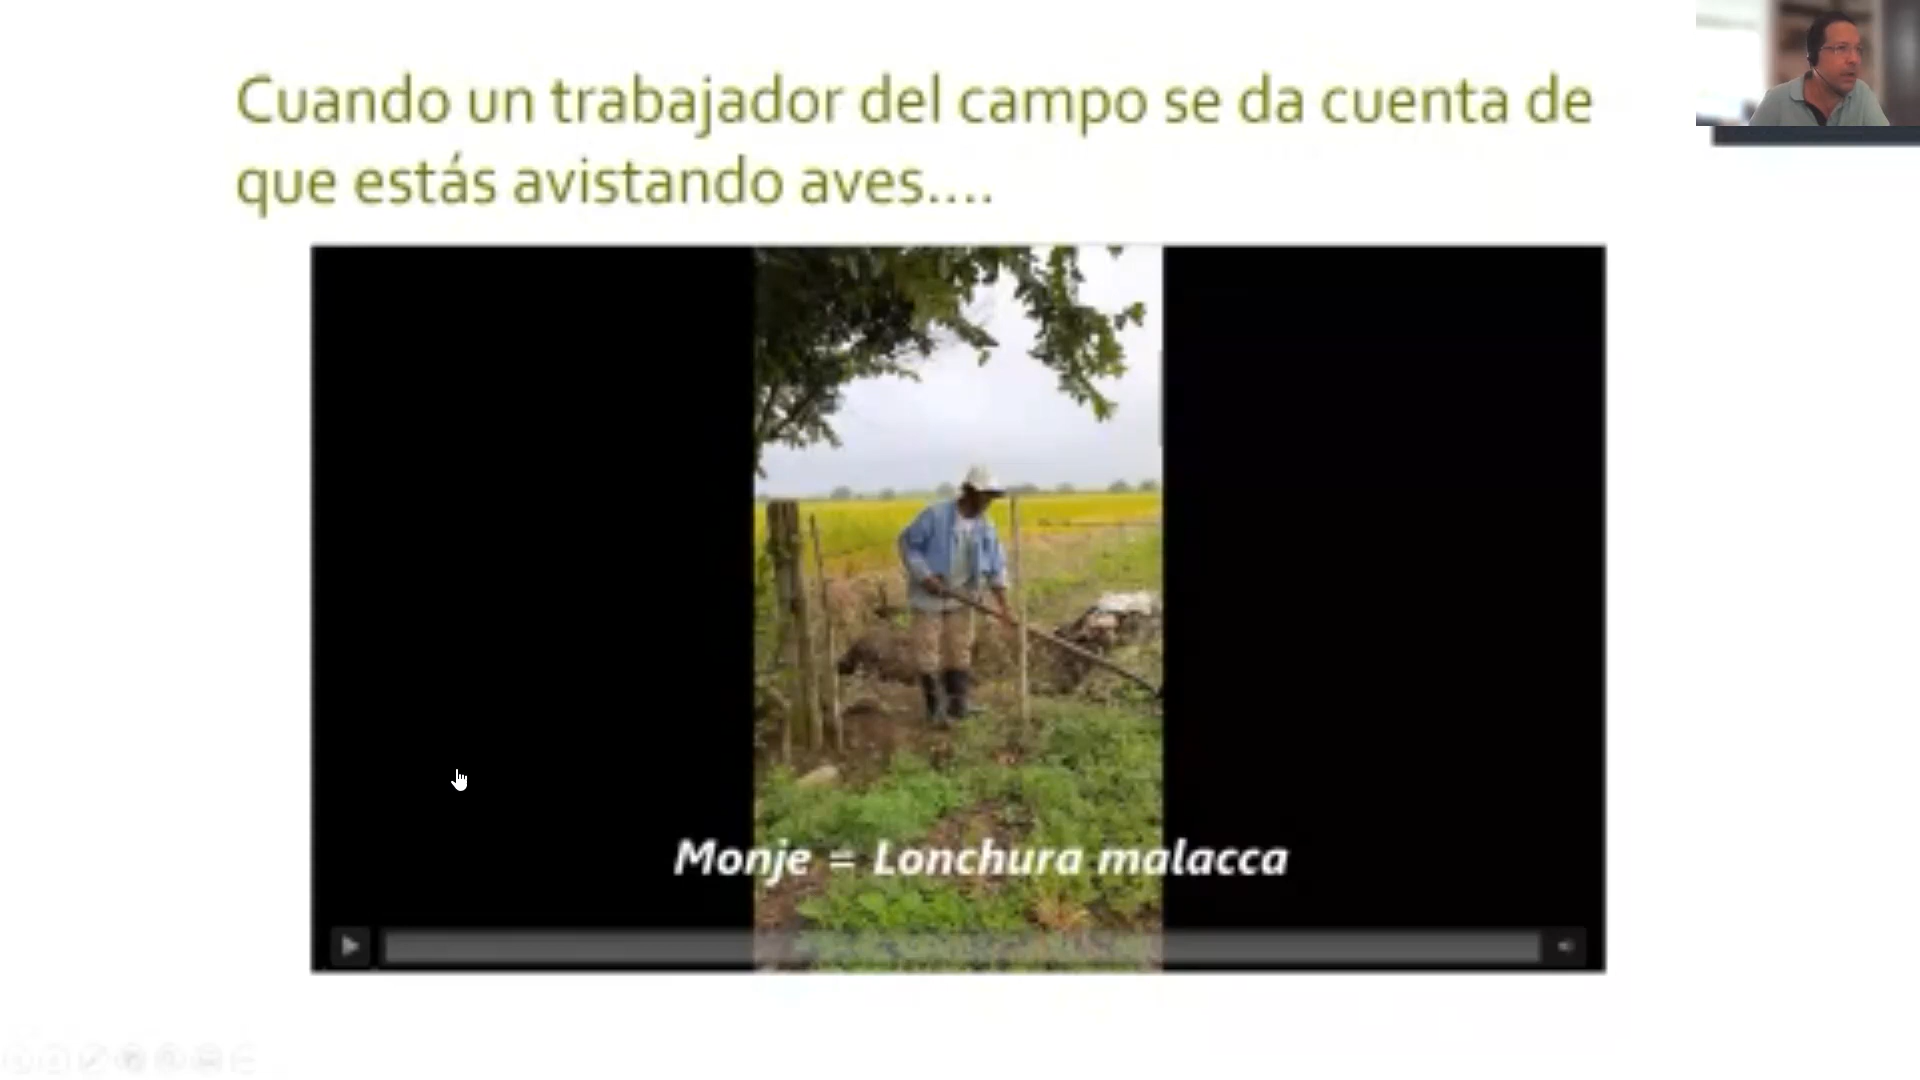 Cuando un trabajador del campo se da cuenta de
que estás avistando aves....
Monje = Lonchura malacca